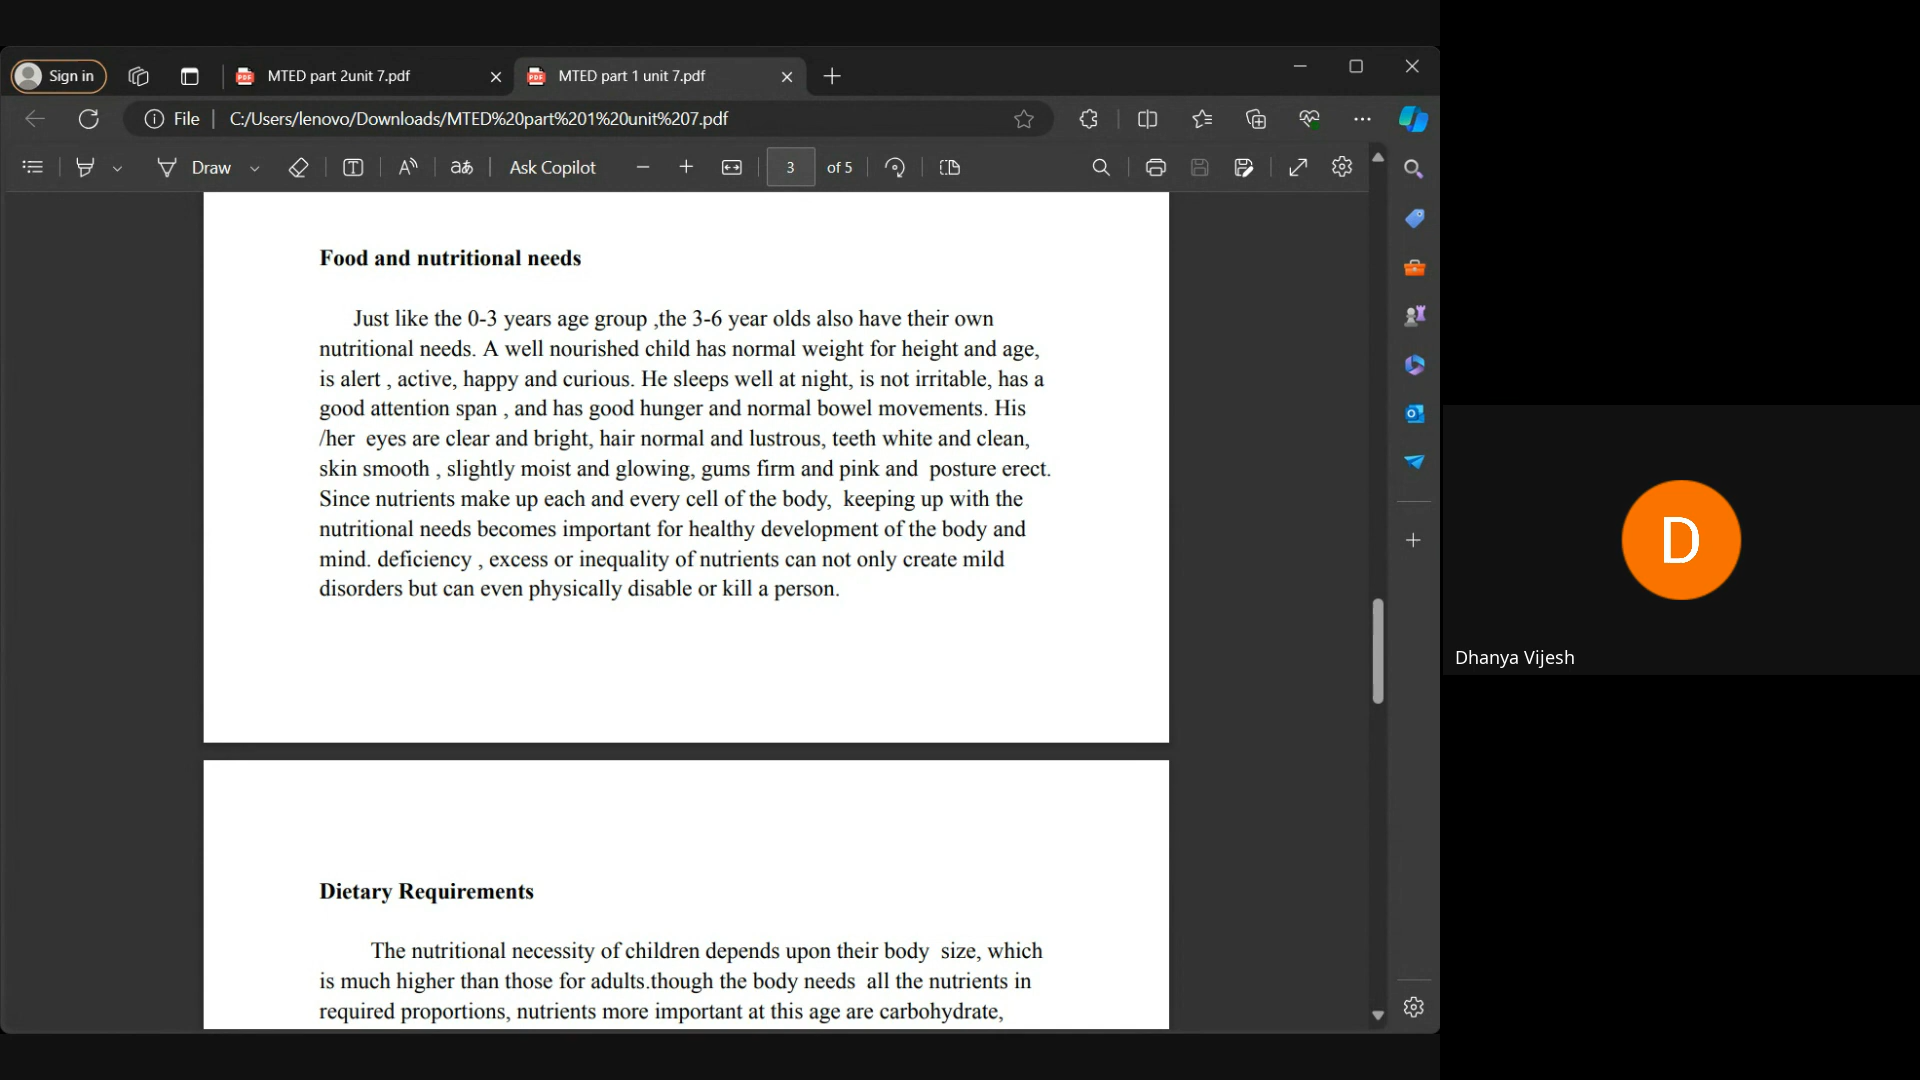 Sign in
MTED part 2unit 7.pdf
MTED part 1 unit 7.pdf
File
C:/Users/lenovo/Downloads/MTED%20part%201%20unit%207.pdf
Draw
aあ
Ask Copilot
3
of 5
Food and nutritional needs
Just like the 0-3 years age group ,the 3-6 year olds also have their own
nutritional needs. A well nourished child has normal weight for height and age,
is alert , active, happy and curious. He sleeps well at night, is not irritable, has a
good attention span , and has good hunger and normal bowel movements. His
/her eyes are clear and bright, hair normal and lustrous, teeth white and clean,
skin smooth , slightly moist and glowing, gums firm and pink and posture erect.
Since nutrients make up each and every cell of the body, keeping up with the
nutritional needs becomes important for healthy development of the body and
mind. deficiency , excess or inequality of nutrients can not only create mild
disorders but can even physically disable or kill a person.
Dietary Requirements
The nutritional necessity of children depends upon their body size, which
is much higher than those for adults.though the body needs all the nutrients in
required proportions, nutrients more important at this age are carbohydrate,
D
Dhanya Vijesh